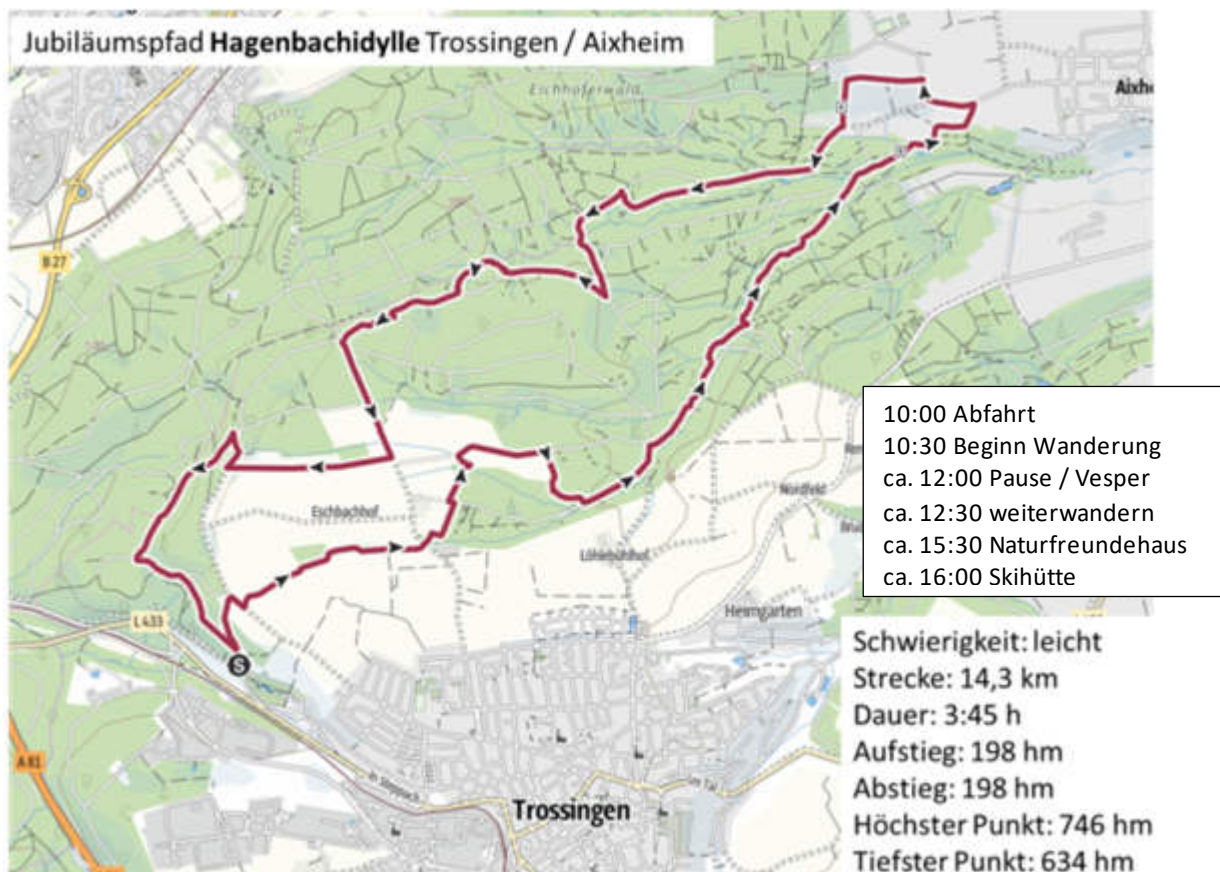 Jubiläumspfad Hagenbachidylle Trossingen / Aixheim
Eschhoferwald
B 27
10:00 Abfahrt
10:30 Beginn Wanderung
ca. 12:00 Pause / Vesper
ca. 12:30 weiterwandern
ca. 15:30 Naturfreundehaus
ca. 16:00 Skihütte
Nordfeld
Eschbachhof
Löhlebühlhof
Heimgarten
L 433
S
A 81
Trossingen
Schwierigkeit: leicht
Strecke: 14,3 km
Dauer: 3:45 h
Aufstieg: 198 hm
Abstieg: 198 hm
Höchster Punkt: 746 hm
Tiefster Punkt: 634 hm